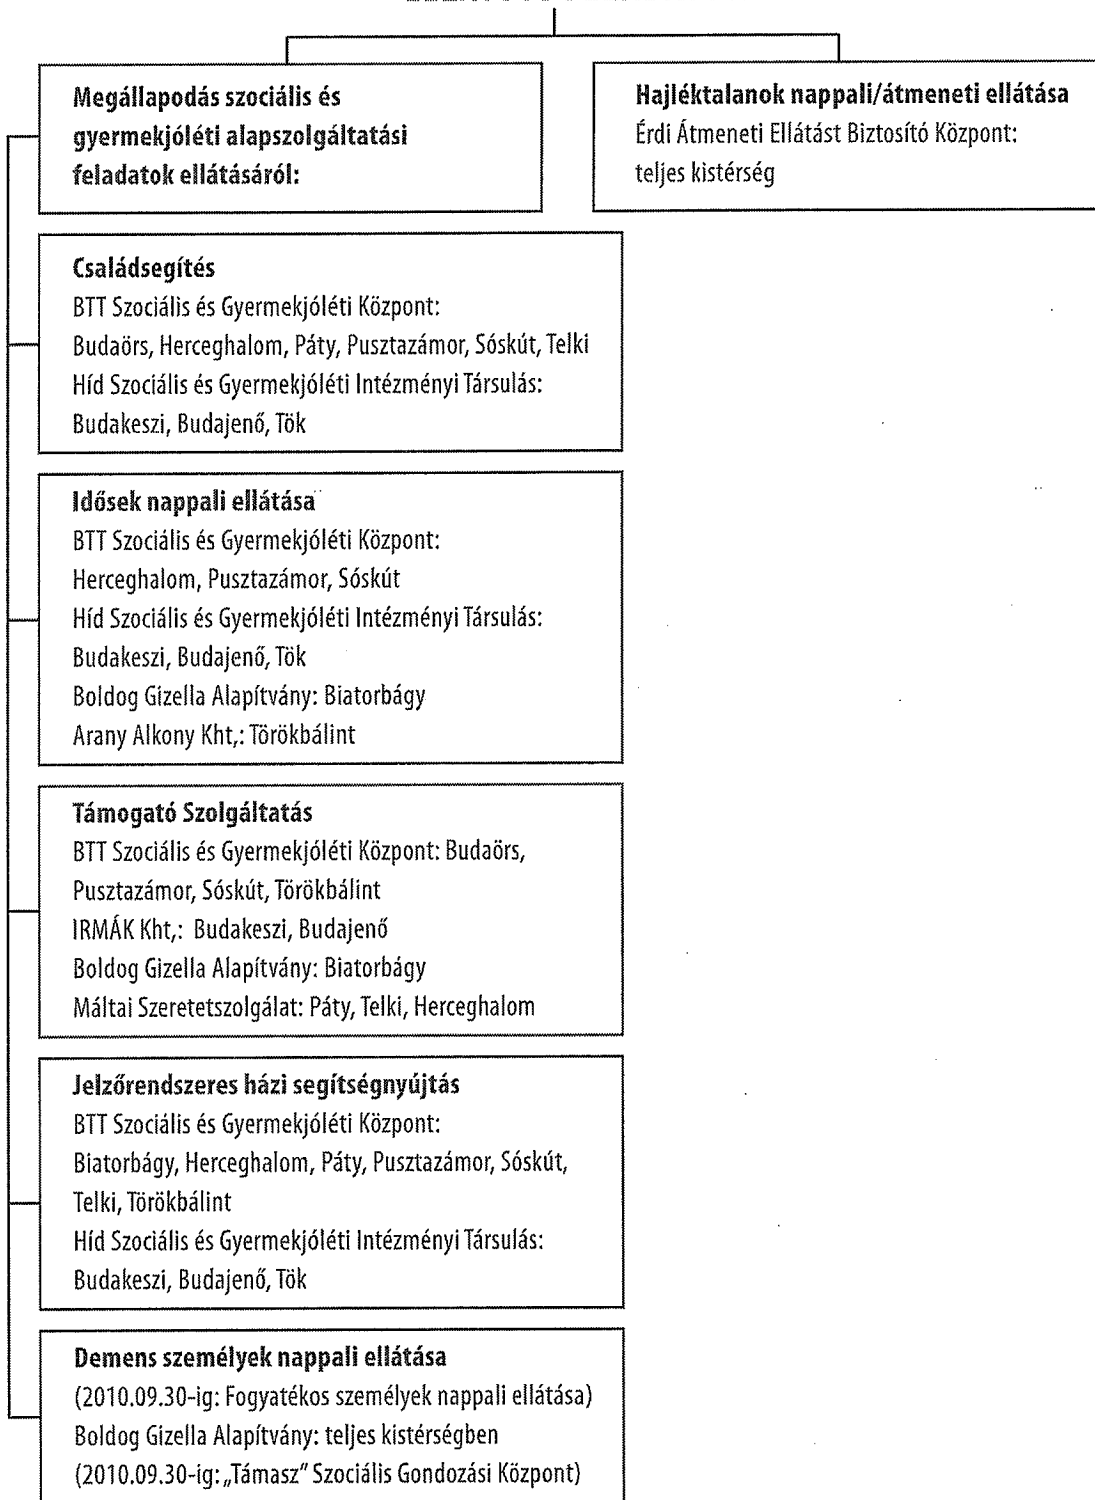 Megállapodás szociális és
gyermekjóléti alapszolgáltatási
feladatok ellátásáról:
Hajléktalanok nappali/átmeneti ellátása
Érdi Átmeneti Ellátást Biztosító Központ:
teljes kistérség
Családsegítés
BTT Szociális és Gyermekjóléti Központ:
Budaörs, Herceghalom, Páty, Pusztazámor, Sóskút, Telki
Híd Szociális és Gyermekjóléti Intézményi Társulás:
Budakeszi, Budajenő, Tök
Idősek nappali ellátása
BTT Szociális és Gyermekjóléti Központ:
Herceghalom, Pusztazámor, Sóskút
Híd Szociális és Gyermekjóléti Intézményi Társulás:
Budakeszi, Budajenő, Tök
Boldog Gizella Alapítvány: Biatorbágy
Arany Alkony Kht,: Törökbálint
Támogató Szolgáltatás
BTT Szociális és Gyermekjóléti Központ: Budaörs,
Pusztazámor, Sóskút, Törökbálint
IRMÁK Kht,: Budakeszi, Budajenő
Boldog Gizella Alapítvány: Biatorbágy
Máltai Szeretetszolgálat: Páty, Telki, Herceghalom
Jelzőrendszeres házi segítségnyújtás
BTT Szociális és Gyermekjóléti Központ:
Biatorbágy, Herceghalom, Páty, Pusztazámor, Sóskút,
Telki, Törökbálint
Híd Szociális és Gyermekjóléti Intézményi Társulás:
Budakeszi, Budajenő, Tök
Demens személyek nappali ellátása
(2010.09.30-ig: Fogyatékos személyek nappali ellátása)
Boldog Gizella Alapítvány: teljes kistérségben
(2010.09.30-ig: „Támasz” Szociális Gondozási Központ)